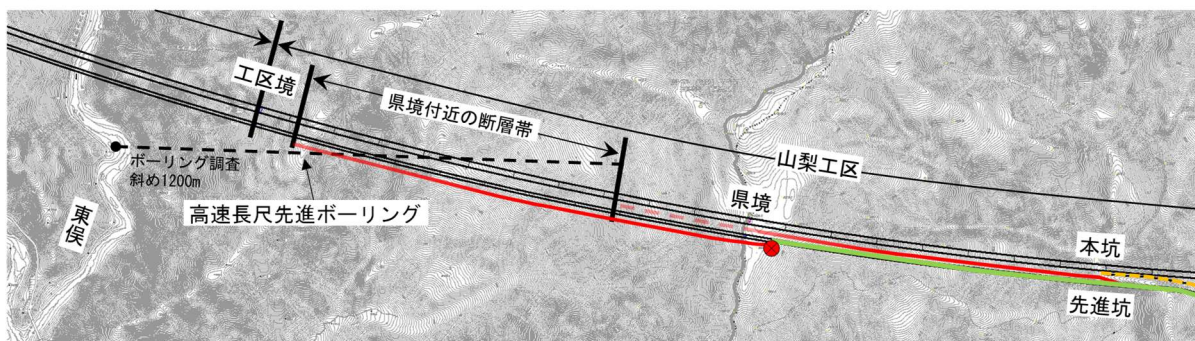 工区境
県境付近の断層帯
山梨工区
ボーリング調査
斜め1200m
県境
高速長尺先進ボーリング
東俣
本坑
先進坑